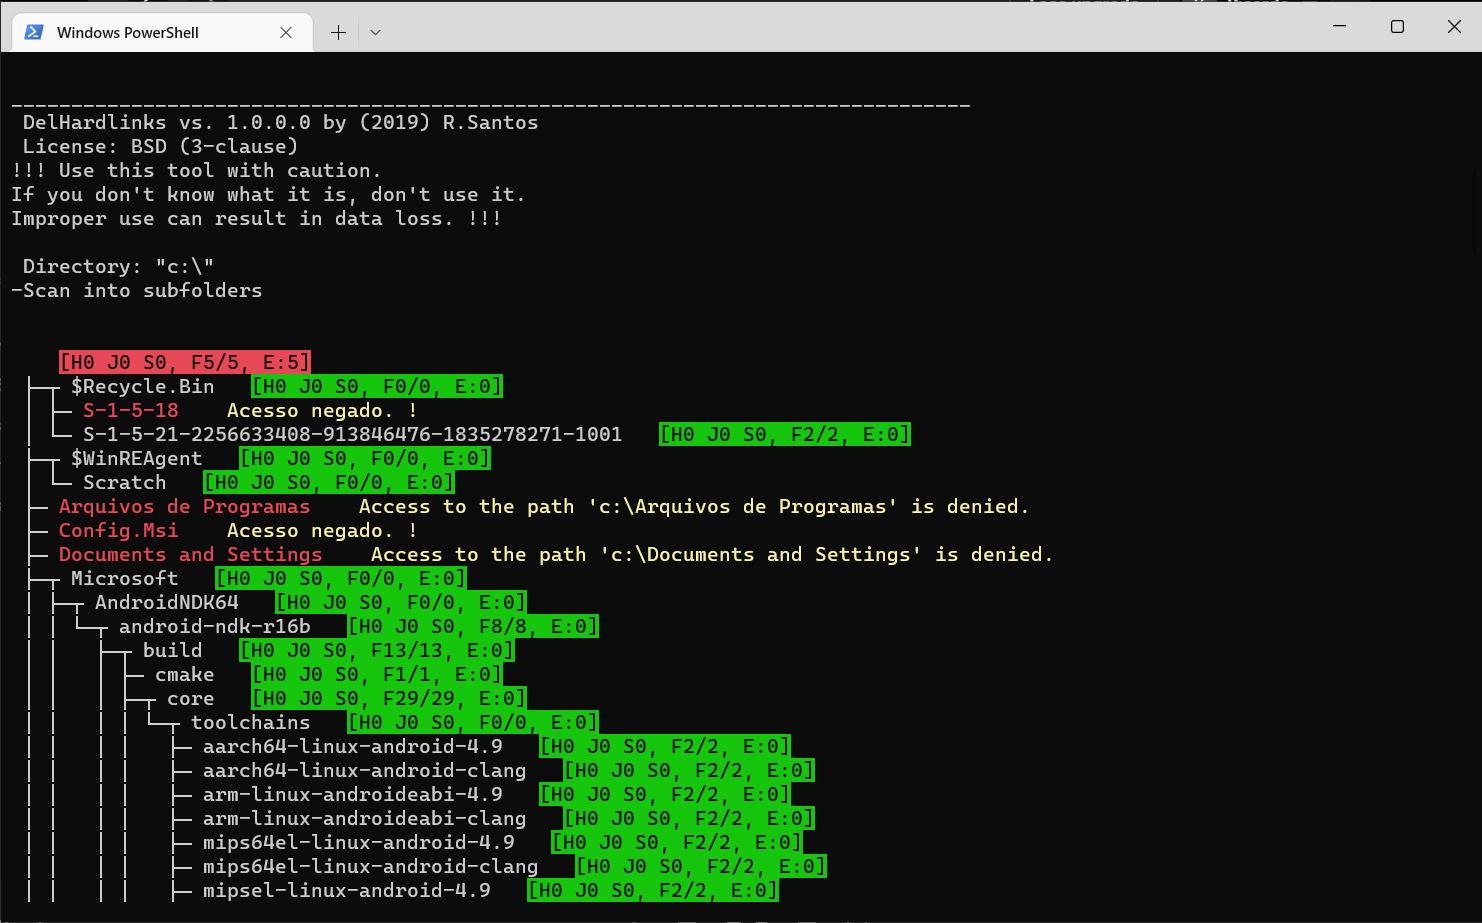 Windows PowerShell
________________________________________________________________________________
DelHardlinks vs. 1.0.0.0 by (2019) R.Santos
License: BSD (3-clause)
!!! Use this tool with caution.
If you don't know what it is, don't use it.
Improper use can result in data loss. !!!
Directory: "c:\"
-Scan into subfolders
[H0 J0 S0, F5/5, E:5]
$Recycle.Bin [H0 J0 S0, F0/0, E:0]
S-1-5-18 Acesso negado. !
S-1-5-21-2256633408-913846476-1835278271-1001 [H0 J0 S0, F2/2, E:0]
$WinREAgent [H0 J0 S0, F0/0, E:0]
Scratch [H0 J0 S0, F0/0, E:0]
Arquivos de Programas Access to the path 'c:\Arquivos de Programas' is denied.
Config.Msi Acesso negado. !
Documents and Settings Access to the path 'c:\Documents and Settings' is denied.
Microsoft [H0 J0 S0, F0/0, E:0]
AndroidNDK64 [H0 J0 S0, F0/0, E:0]
android-ndk-r16b [H0 J0 S0, F8/8, E:0]
build [H0 J0 S0, F13/13, E:0]
cmake [H0 J0 S0, F1/1, E:0]
core [H0 J0 S0, F29/29, E:0]
toolchains [H0 J0 S0, F0/0, E:0]
aarch64-linux-android-4.9 [H0 J0 S0, F2/2, E:0]
aarch64-linux-android-clang [H0 J0 S0, F2/2, E:0]
arm-linux-androideabi-4.9 [H0 J0 S0, F2/2, E:0]
arm-linux-androideabi-clang [H0 J0 S0, F2/2, E:0]
mips64el-linux-android-4.9 [H0 J0 S0, F2/2, E:0]
mips64el-linux-android-clang [H0 J0 S0, F2/2, E:0]
mipsel-linux-android-4.9 [H0 J0 S0, F2/2, E:0]